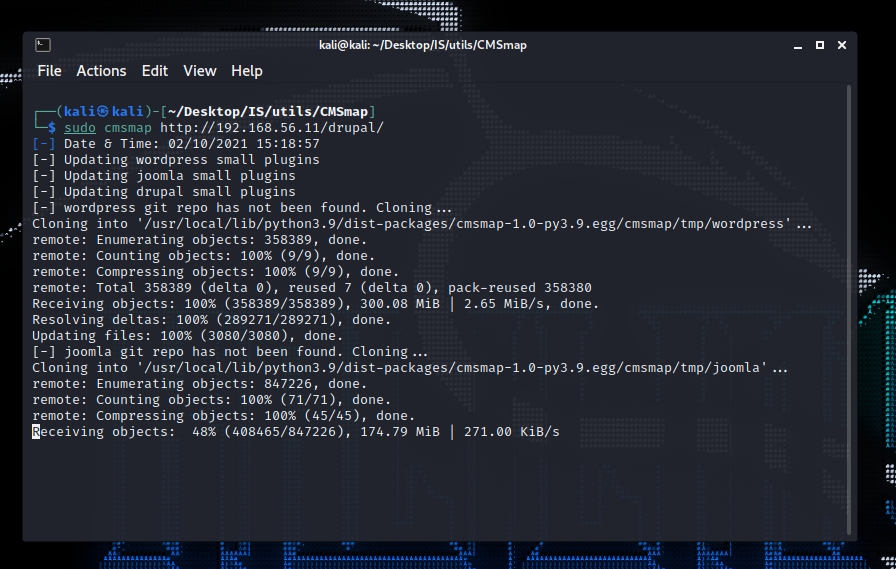 kali@kali: ~/Desktop/IS/utils/CMSmap
File Actions Edit View Help
┌──(kali㉿kali)-[~/Desktop/IS/utils/CMSmap]
└─$ sudo cmsmap http://192.168.56.11/drupal/
[-] Date & Time: 02/10/2021 15:18:57
[-] Updating wordpress small plugins
[-] Updating joomla small plugins
[-] Updating drupal small plugins
[-] wordpress git repo has not been found. Cloning...
Cloning into '/usr/local/lib/python3.9/dist-packages/cmsmap-1.0-py3.9.egg/cmsmap/tmp/wordpress'...
remote: Enumerating objects: 358389, done.
remote: Counting objects: 100% (9/9), done.
remote: Compressing objects: 100% (9/9), done.
remote: Total 358389 (delta 0), reused 7 (delta 0), pack-reused 358380
Receiving objects: 100% (358389/358389), 300.08 MiB | 2.65 MiB/s, done.
Resolving deltas: 100% (289271/289271), done.
Updating files: 100% (3080/3080), done.
[-] joomla git repo has not been found. Cloning...
Cloning into '/usr/local/lib/python3.9/dist-packages/cmsmap-1.0-py3.9.egg/cmsmap/tmp/joomla'...
remote: Enumerating objects: 847226, done.
remote: Counting objects: 100% (71/71), done.
remote: Compressing objects: 100% (45/45), done.
Receiving objects:  48% (408465/847226), 174.79 MiB | 271.00 KiB/s